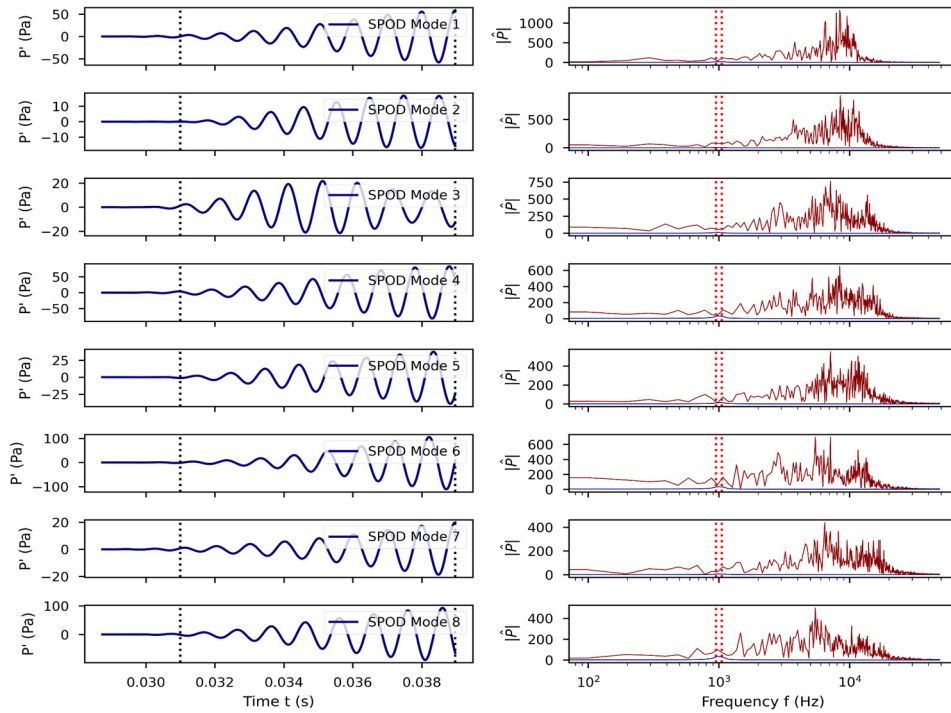 P' (Pa)
50
0
−50
SPOD Mode 1
|P̂|
1000
500
0
P' (Pa)
10
0
−10
SPOD Mode 2
|P̂|
500
0
P' (Pa)
20
0
−20
SPOD Mode 3
|P̂|
750
500
250
0
P' (Pa)
50
0
−50
SPOD Mode 4
|P̂|
600
400
200
0
P' (Pa)
25
0
−25
SPOD Mode 5
|P̂|
400
200
0
P' (Pa)
100
0
−100
SPOD Mode 6
|P̂|
600
400
200
0
P' (Pa)
20
0
−20
SPOD Mode 7
|P̂|
400
200
0
P' (Pa)
100
0
SPOD Mode 8
|P̂|
400
200
0
0.030 0.032 0.034 0.036 0.038
Time t (s)
10² 10³ 10⁴
Frequency f (Hz)